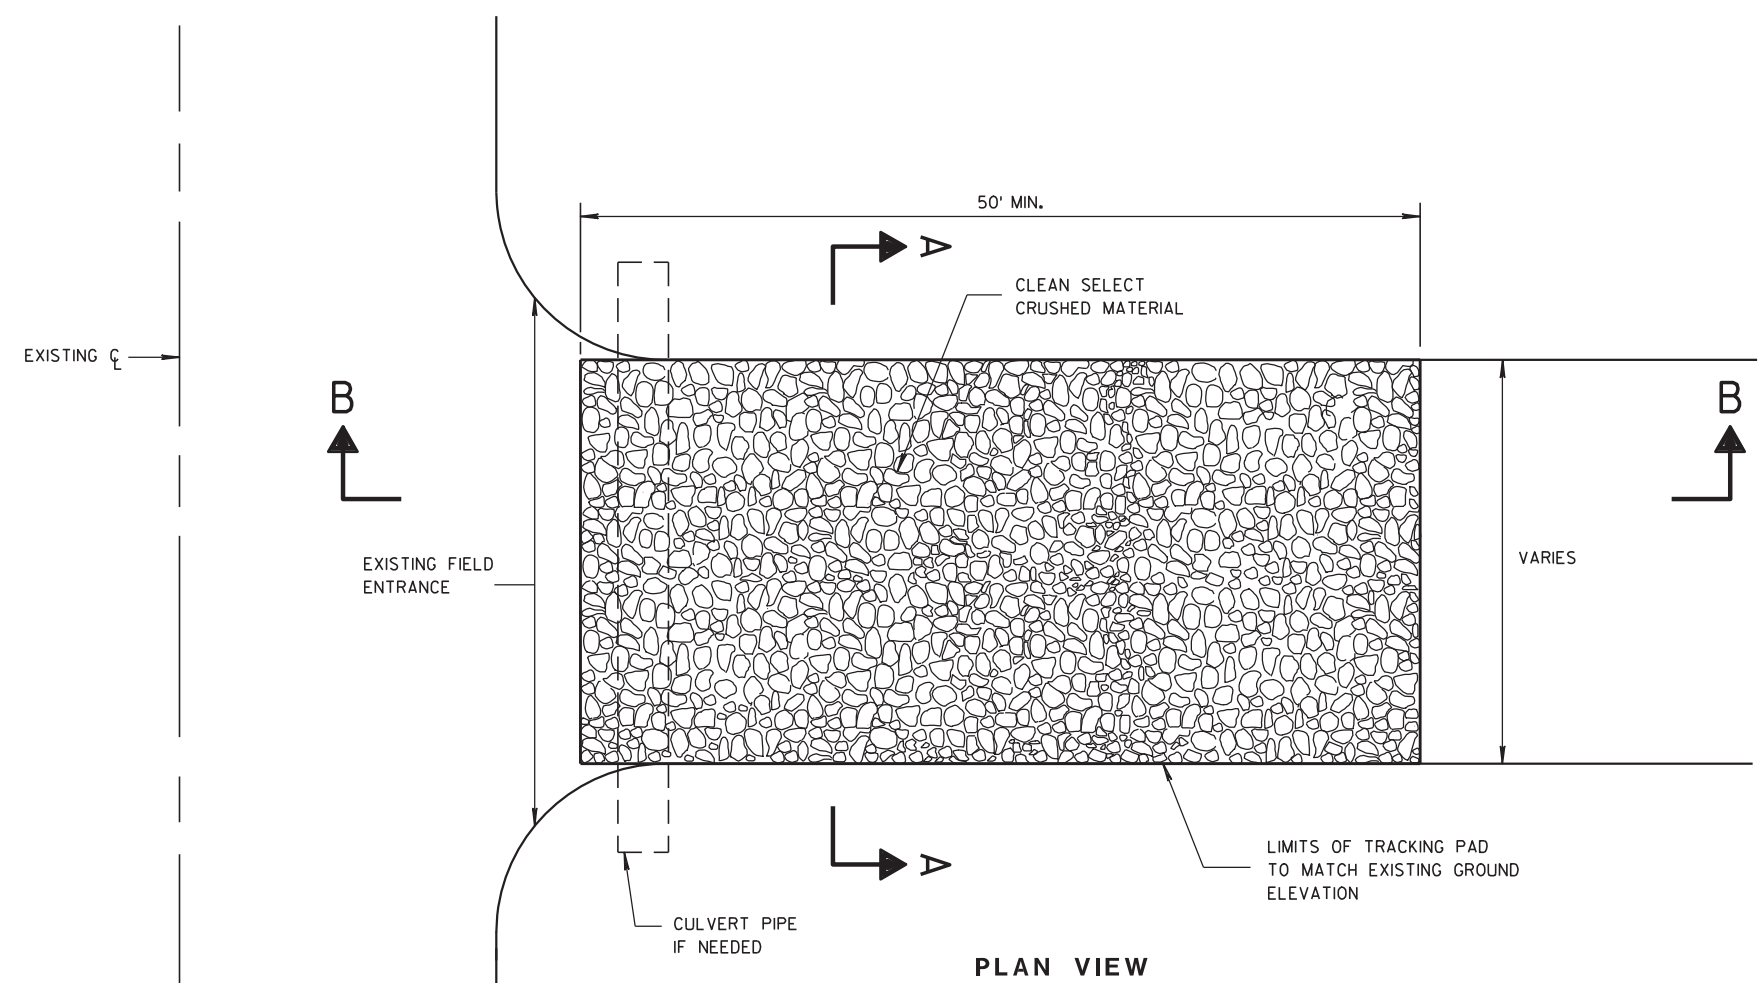 50' MIN.
A
CLEAN SELECT
CRUSHED MATERIAL
EXISTING ℄
B
B
EXISTING FIELD
ENTRANCE
VARIES
A
LIMITS OF TRACKING PAD
TO MATCH EXISTING GROUND
ELEVATION
CULVERT PIPE
IF NEEDED
PLAN VIEW